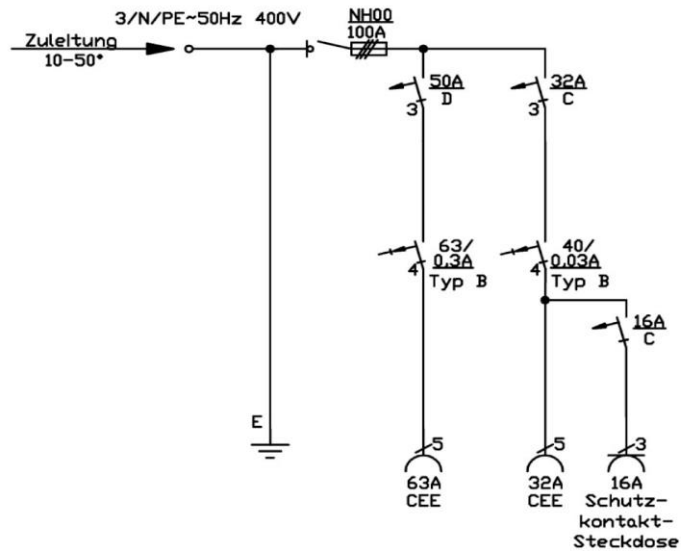 3/N/PE~50Hz 400V
Zuleitung
10-50*
NH00
100A
50A
D
3
32A
C
3
63/
0.3A
4
Typ B
40/
0.03A
4
Typ B
16A
C
E
5
5
3
63A
CEE
32A
CEE
16A
Schutz-
kontakt-
Steckdose